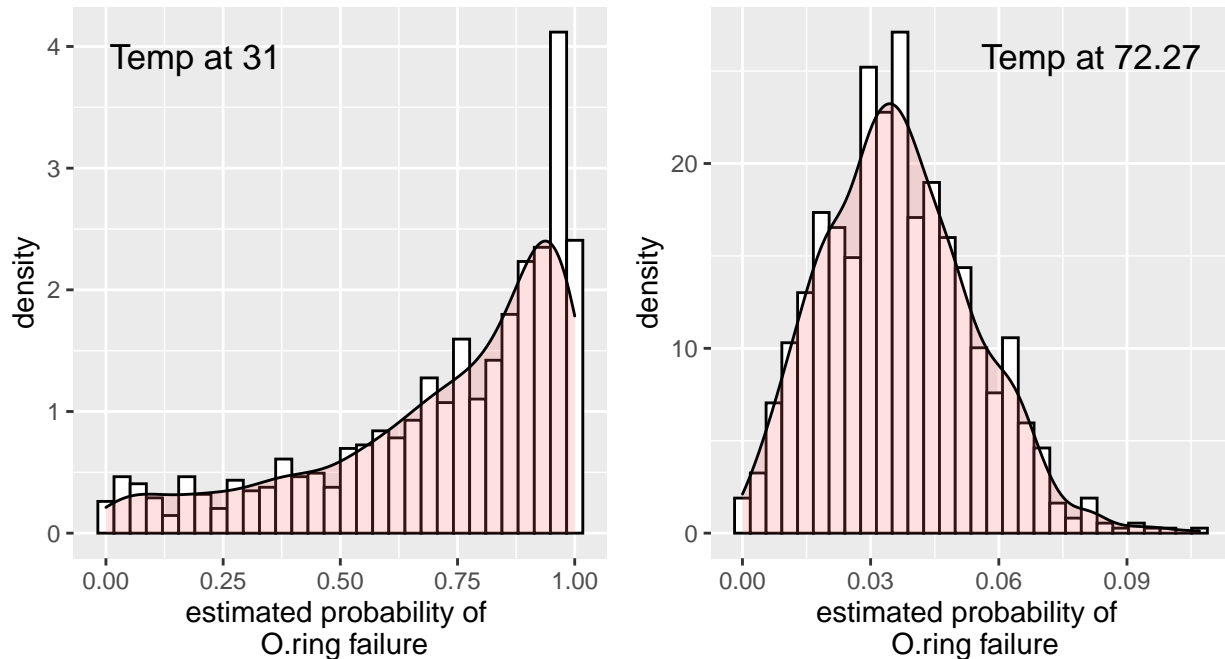 Temp at 31
4
3
2
1
0
density
0.00 0.25 0.50 0.75 1.00
estimated probability of
O.ring failure
Temp at 72.27
20
10
0
density
0.00 0.03 0.06 0.09
estimated probability of
O.ring failure